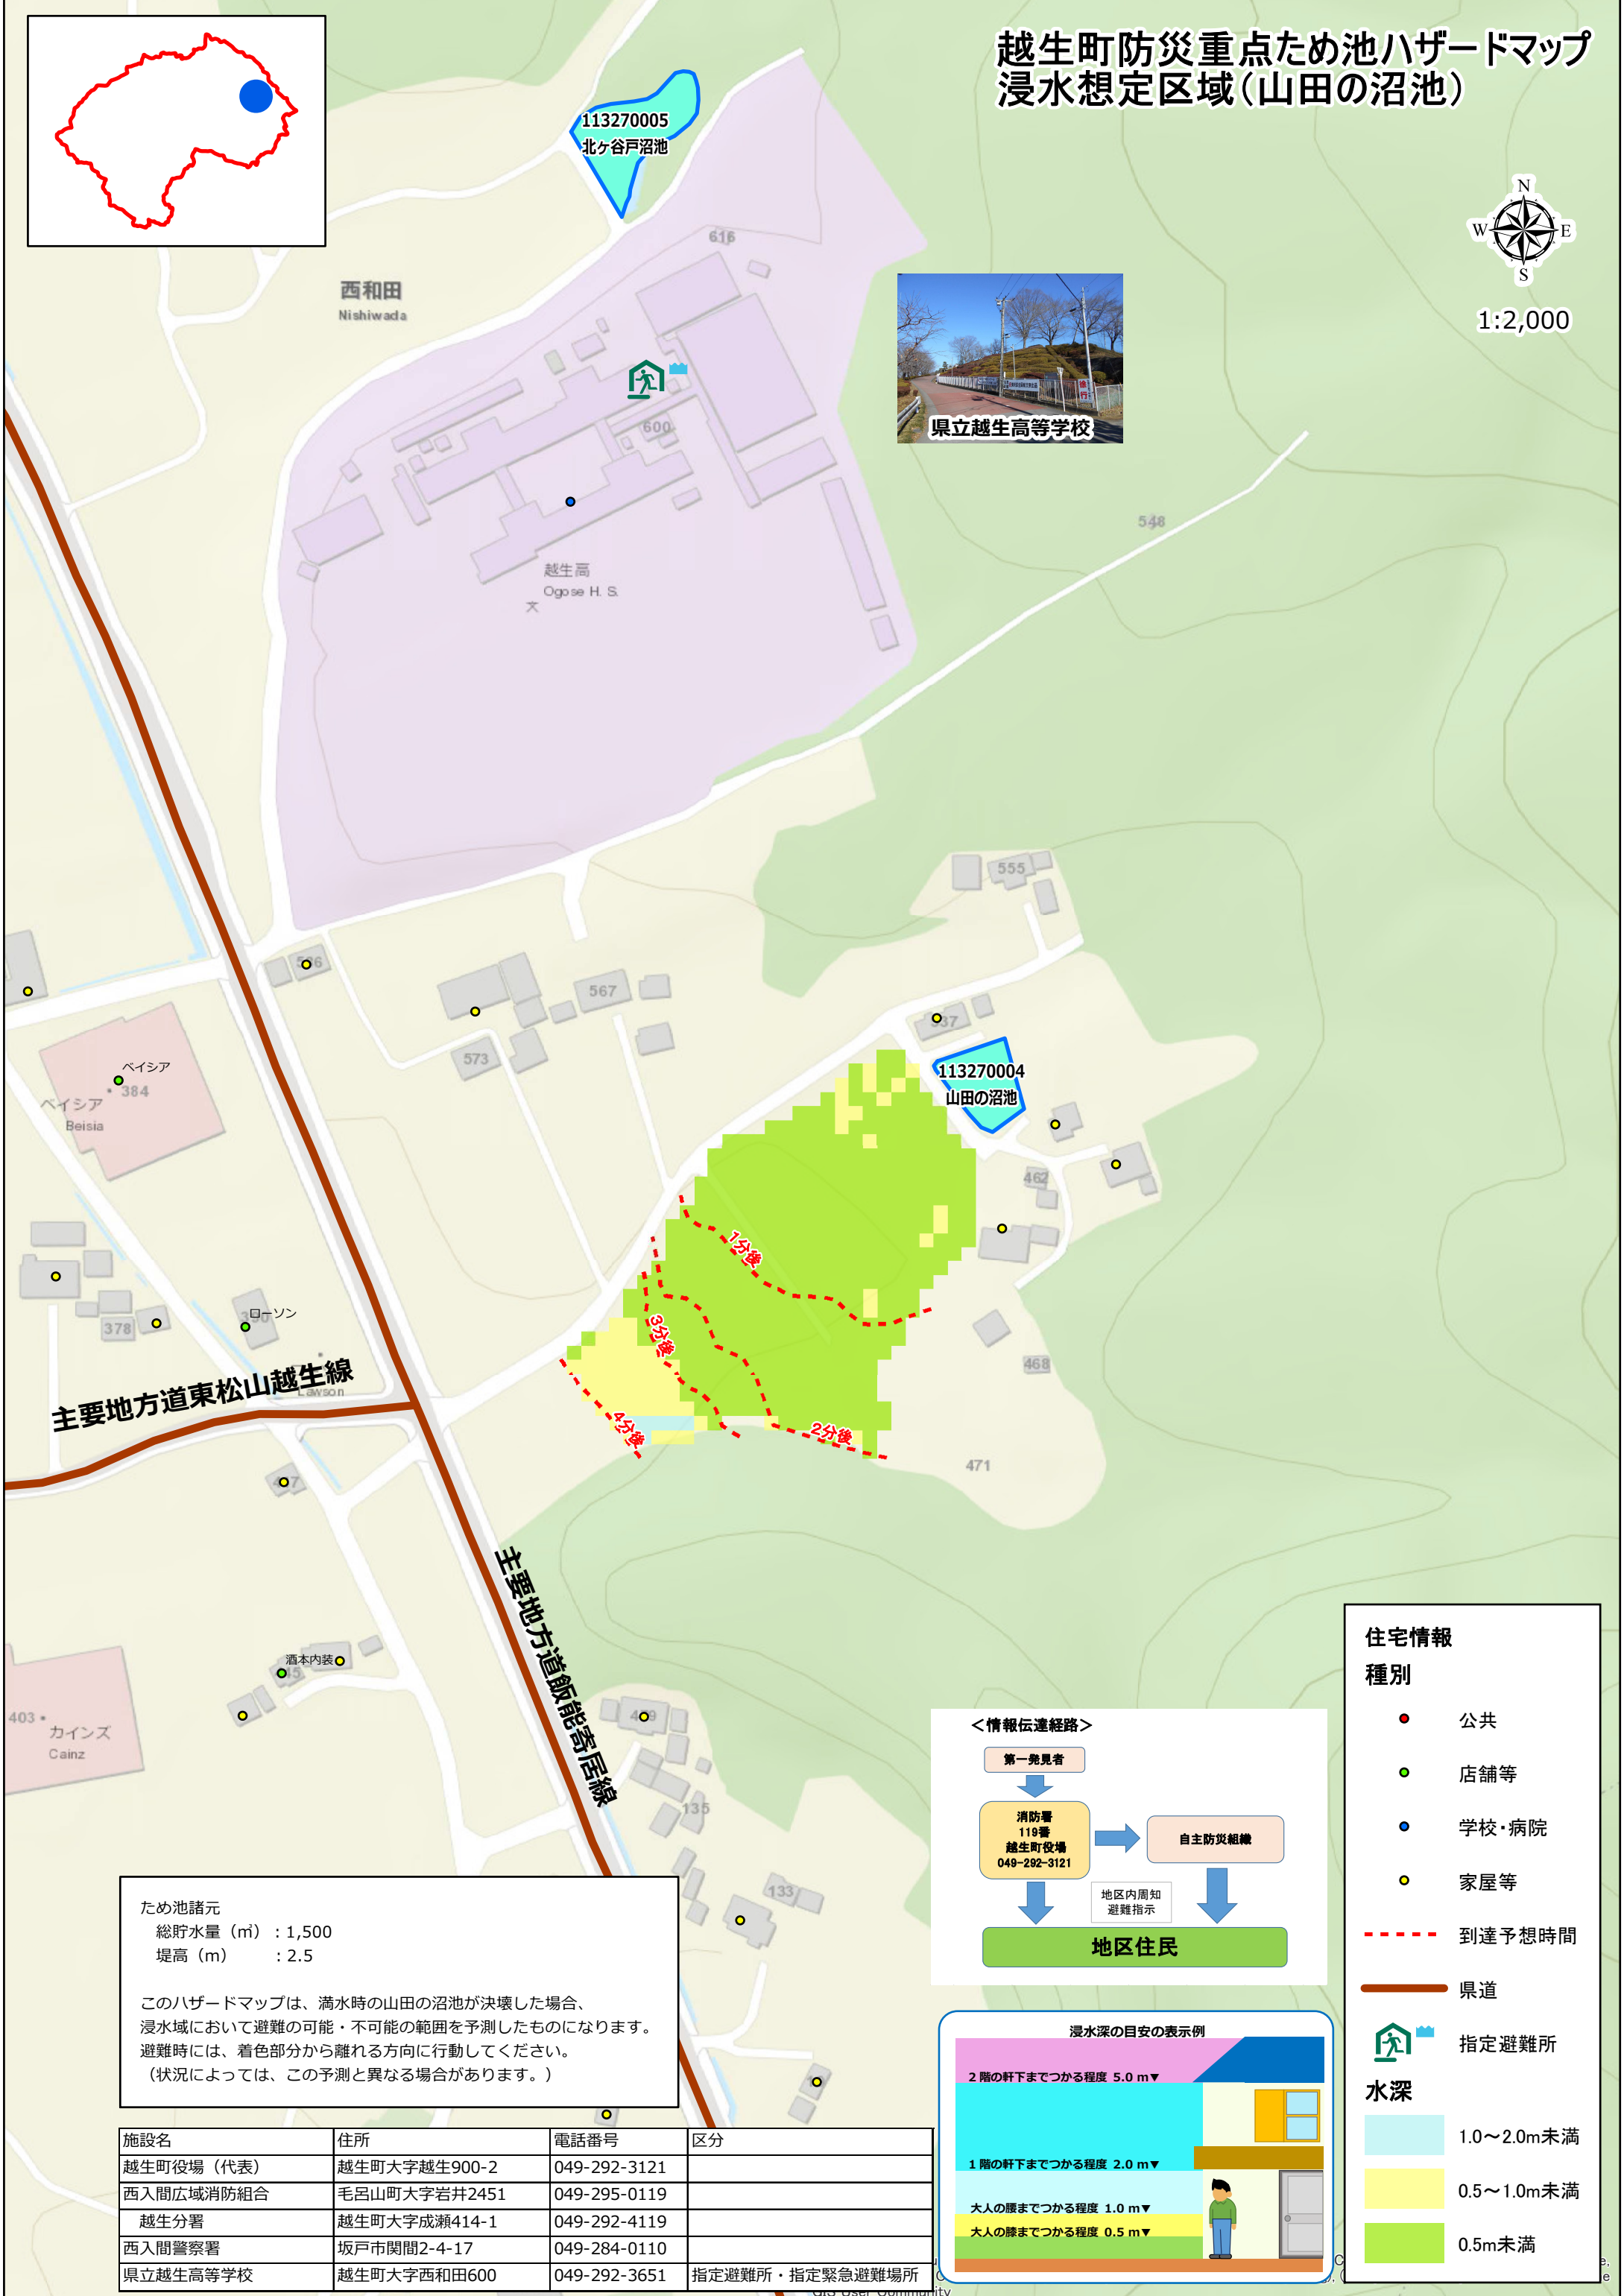 越生町防災重点ため池ハザードマップ
浸水想定区域（山田の沼池）
N
W E
S
1:2,000
113270005
北ヶ谷戸沼池
616
西和田
Nishiwada
県立越生高等学校
600
548
越生高
Ogose H. S.
文
555
567
573
537
113270004
山田の沼池
ベイシア
384
ベイシア
Beisia
462
1分後
ローソン
378
3分後
468
Lawson
主要地方道東松山越生線
4分後
2分後
471
主要地方道飯能寄居線
酒本内装
403
カインズ
Cainz
135
133
＜情報伝達経路＞
第一発見者
消防署
119番
越生町役場
049-292-3121
自主防災組織
地区内周知
避難指示
地区住民
住宅情報
種別
公共
店舗等
学校・病院
家屋等
到達予想時間
県道
指定避難所
水深
1.0～2.0m未満
0.5～1.0m未満
0.5m未満
ため池諸元
総貯水量（㎥）：1,500
堤高（m）　　：2.5
このハザードマップは、満水時の山田の沼池が決壊した場合、
浸水域において避難の可能・不可能の範囲を予測したものになります。
避難時には、着色部分から離れる方向に行動してください。
（状況によっては、この予測と異なる場合があります。）
浸水深の目安の表示例
２階の軒下までつかる程度 5.0 m▼
１階の軒下までつかる程度 2.0 m▼
大人の腰までつかる程度 1.0 m▼
大人の膝までつかる程度 0.5 m▼
施設名 住所 電話番号 区分
越生町役場（代表） 越生町大字越生900-2 049-292-3121
西入間広域消防組合 毛呂山町大字岩井2451 049-295-0119
越生分署 越生町大字成瀬414-1 049-292-4119
西入間警察署 坂戸市関間2-4-17 049-284-0110
県立越生高等学校 越生町大字西和田600 049-292-3651 指定避難所・指定緊急避難場所
GIS User Community